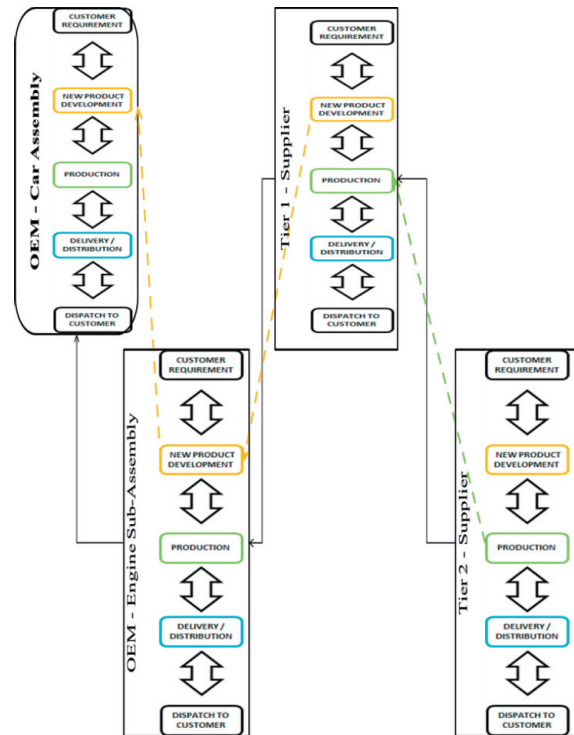 OEM - Car Assembly
CUSTOMER
REQUIREMENT
NEW PRODUCT
DEVELOPMENT
PRODUCTION
DELIVERY /
DISTRIBUTION
DISPATCH TO
CUSTOMER
Tier 1 - Supplier
CUSTOMER
REQUIREMENT
NEW PRODUCT
DEVELOPMENT
PRODUCTION
DELIVERY /
DISTRIBUTION
DISPATCH TO
CUSTOMER
OEM - Engine Sub-Assembly
CUSTOMER
REQUIREMENT
NEW PRODUCT
DEVELOPMENT
PRODUCTION
DELIVERY /
DISTRIBUTION
DISPATCH TO
CUSTOMER
Tier 2 - Supplier
CUSTOMER
REQUIREMENT
NEW PRODUCT
DEVELOPMENT
PRODUCTION
DELIVERY /
DISTRIBUTION
DISPATCH TO
CUSTOMER